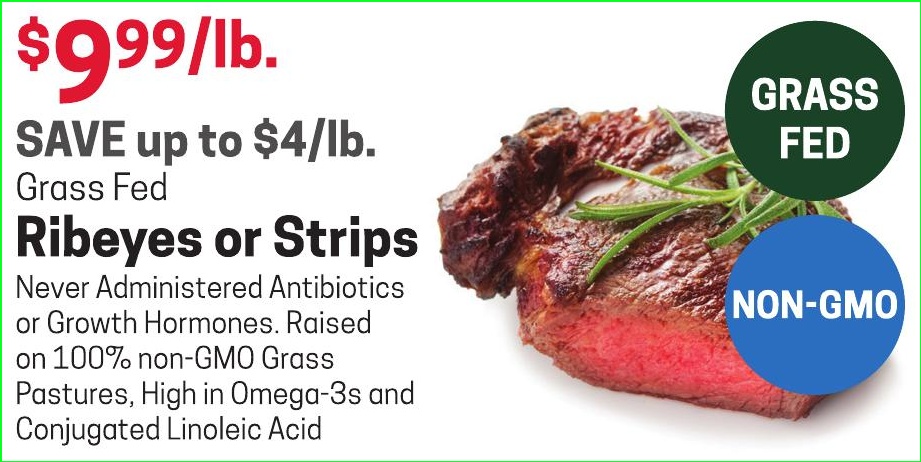 $9.99/lb.
SAVE up to $4/lb.
Grass Fed
Ribeyes or Strips
Never Administered Antibiotics
or Growth Hormones. Raised
on 100% non-GMO Grass
Pastures, High in Omega-3s and
Conjugated Linoleic Acid
GRASS
FED
NON-GMO